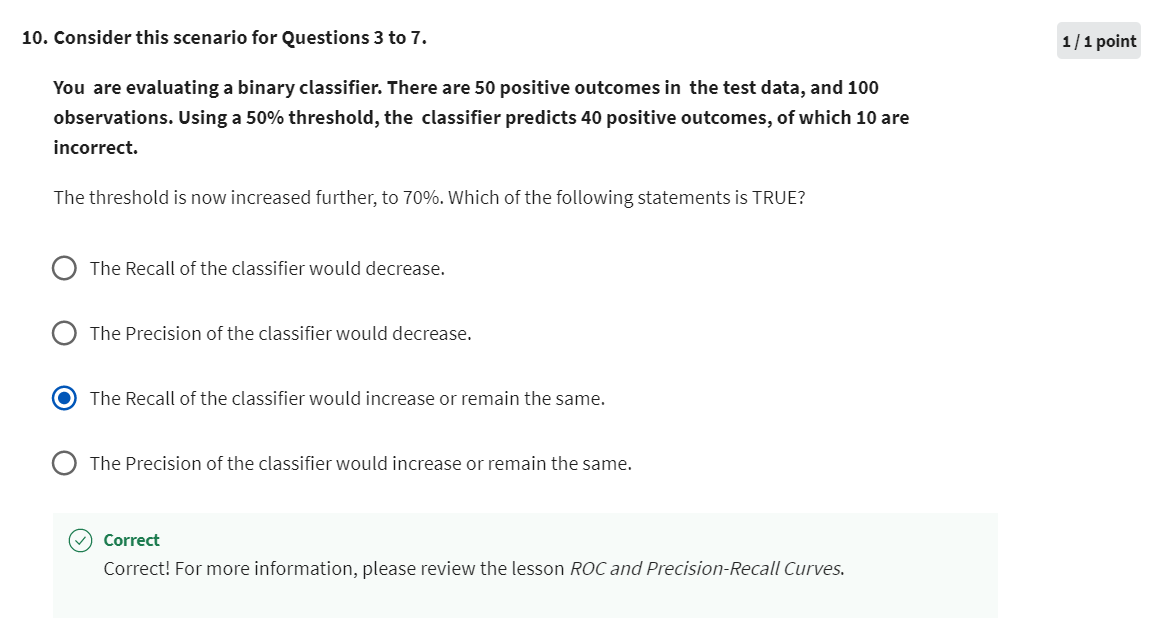 10. Consider this scenario for Questions 3 to 7.
1 / 1 point
You are evaluating a binary classifier. There are 50 positive outcomes in the test data, and 100
observations. Using a 50% threshold, the classifier predicts 40 positive outcomes, of which 10 are
incorrect.
The threshold is now increased further, to 70%. Which of the following statements is TRUE?
The Recall of the classifier would decrease.
The Precision of the classifier would decrease.
The Recall of the classifier would increase or remain the same.
The Precision of the classifier would increase or remain the same.
Correct
Correct! For more information, please review the lesson ROC and Precision-Recall Curves.